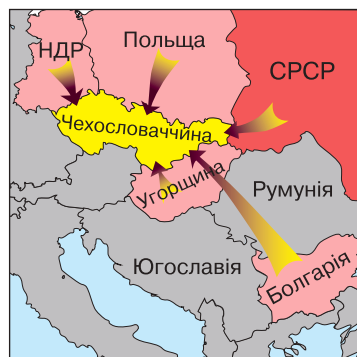 НДР
Польща
СРСР
Чехословаччина
Угорщина
Румунія
Югославія
Болгарія